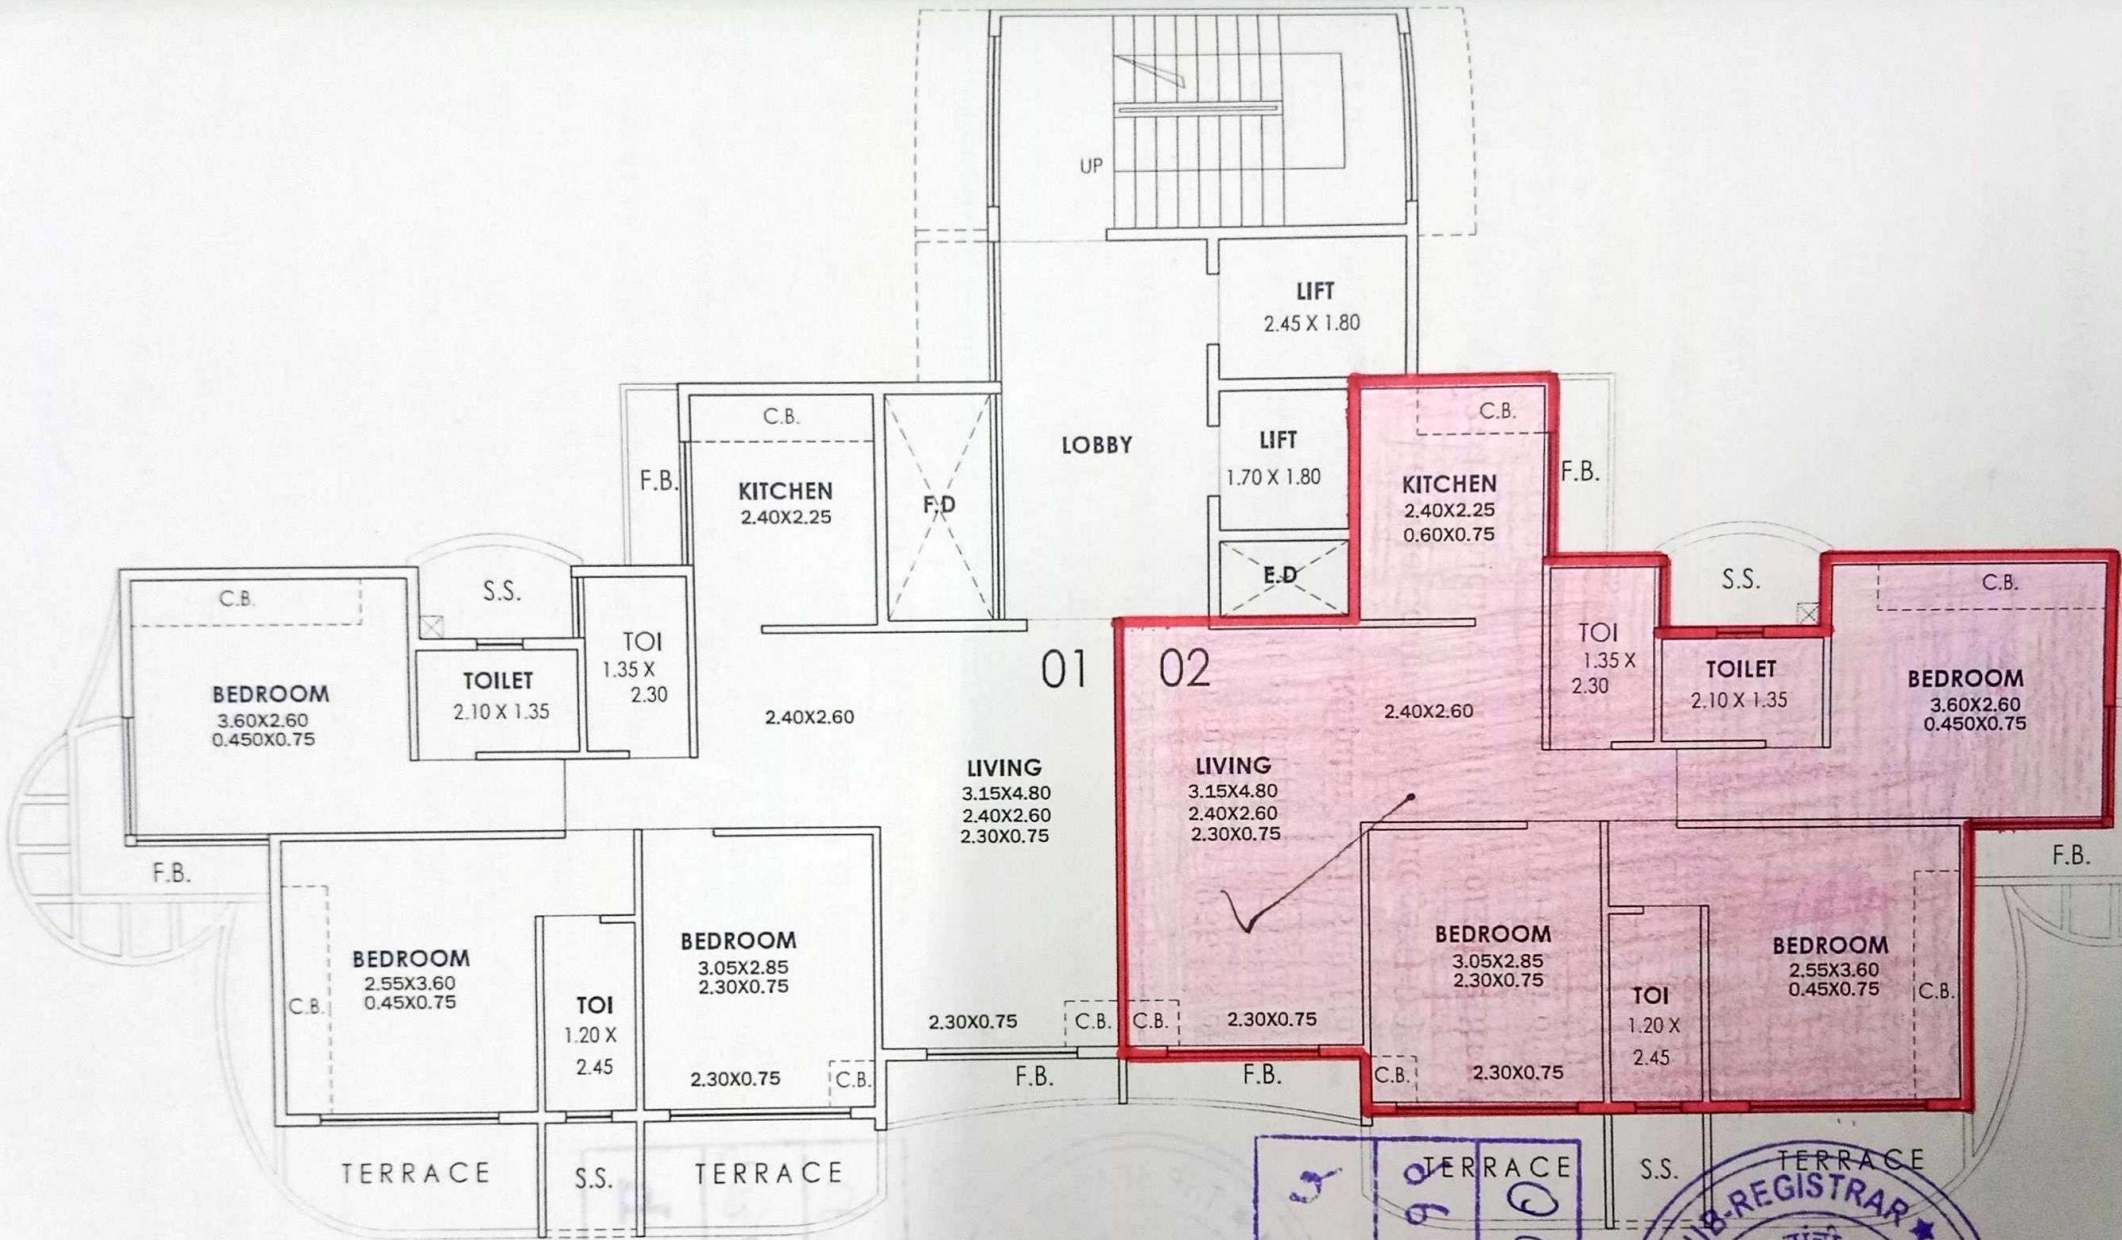 UP
LIFT
2.45 X 1.80
C.B.
C.B.
LOBBY
LIFT
1.70 X 1.80
F.B.
KITCHEN
2.40X2.25
F.D
KITCHEN
2.40X2.25
0.60X0.75
F.B.
E.D
C.B.
S.S.
S.S.
C.B.
TOI
1.35 X
2.30
01
02
TOI
1.35 X
2.30
BEDROOM
3.60X2.60
0.450X0.75
TOILET
2.10 X 1.35
2.40X2.60
2.40X2.60
TOILET
2.10 X 1.35
BEDROOM
3.60X2.60
0.450X0.75
LIVING
3.15X4.80
2.40X2.60
2.30X0.75
LIVING
3.15X4.80
2.40X2.60
2.30X0.75
F.B.
F.B.
BEDROOM
2.55X3.60
0.45X0.75
BEDROOM
3.05X2.85
2.30X0.75
BEDROOM
3.05X2.85
2.30X0.75
BEDROOM
2.55X3.60
0.45X0.75
C.B.
TOI
1.20 X
2.45
TOI
1.20 X
2.45
C.B.
2.30X0.75
C.B.
C.B.
2.30X0.75
2.30X0.75
C.B.
F.B.
F.B.
C.B.
2.30X0.75
TERRACE
S.S.
TERRACE
TERRACE
S.S.
TERRACE
UB-REGISTRAR